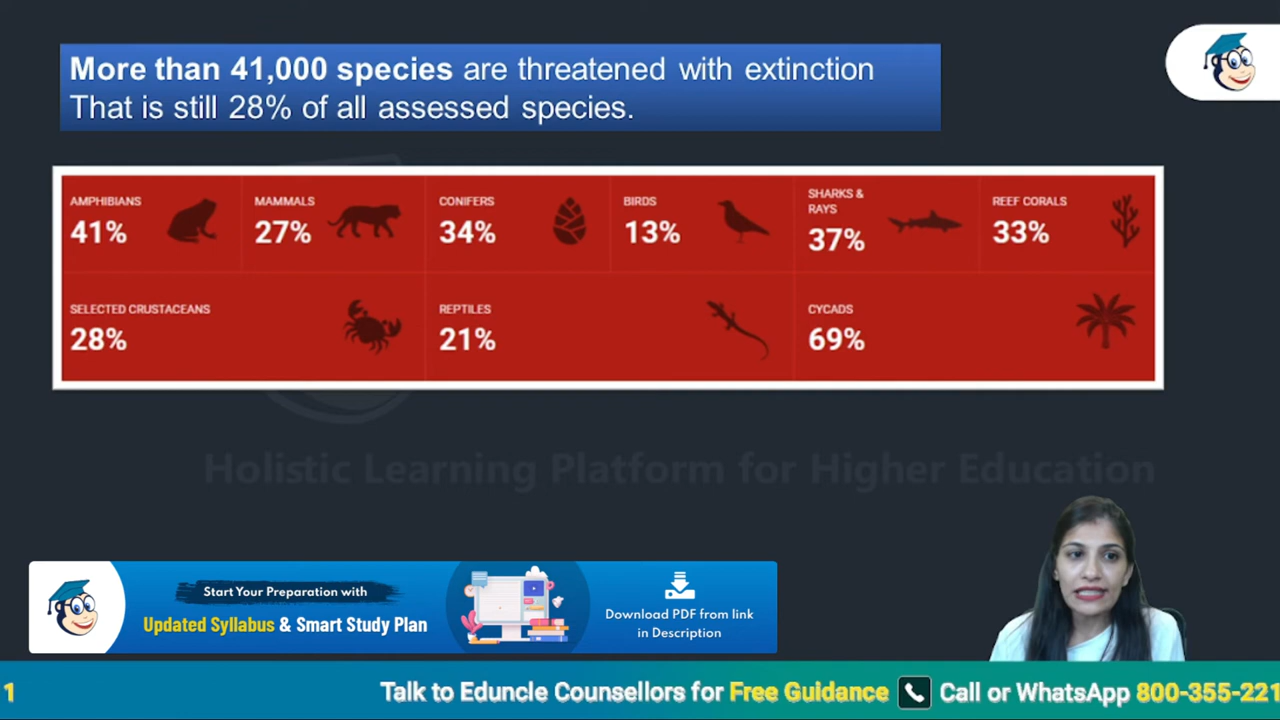 More than 41,000 species are threatened with extinction
That is still 28% of all assessed species.
AMPHIBIANS
41%
MAMMALS
27%
CONIFERS
34%
BIRDS
13%
SHARKS &
RAYS
37%
REEF CORALS
33%
SELECTED CRUSTACEANS
28%
REPTILES
21%
CYCADS
69%
Holistic Learning Platform for Higher Education
Start Your Preparation with
Updated Syllabus & Smart Study Plan
Download PDF from link
in Description
1 Talk to Eduncle Counsellors for Free Guidance Call or WhatsApp 800-355-221